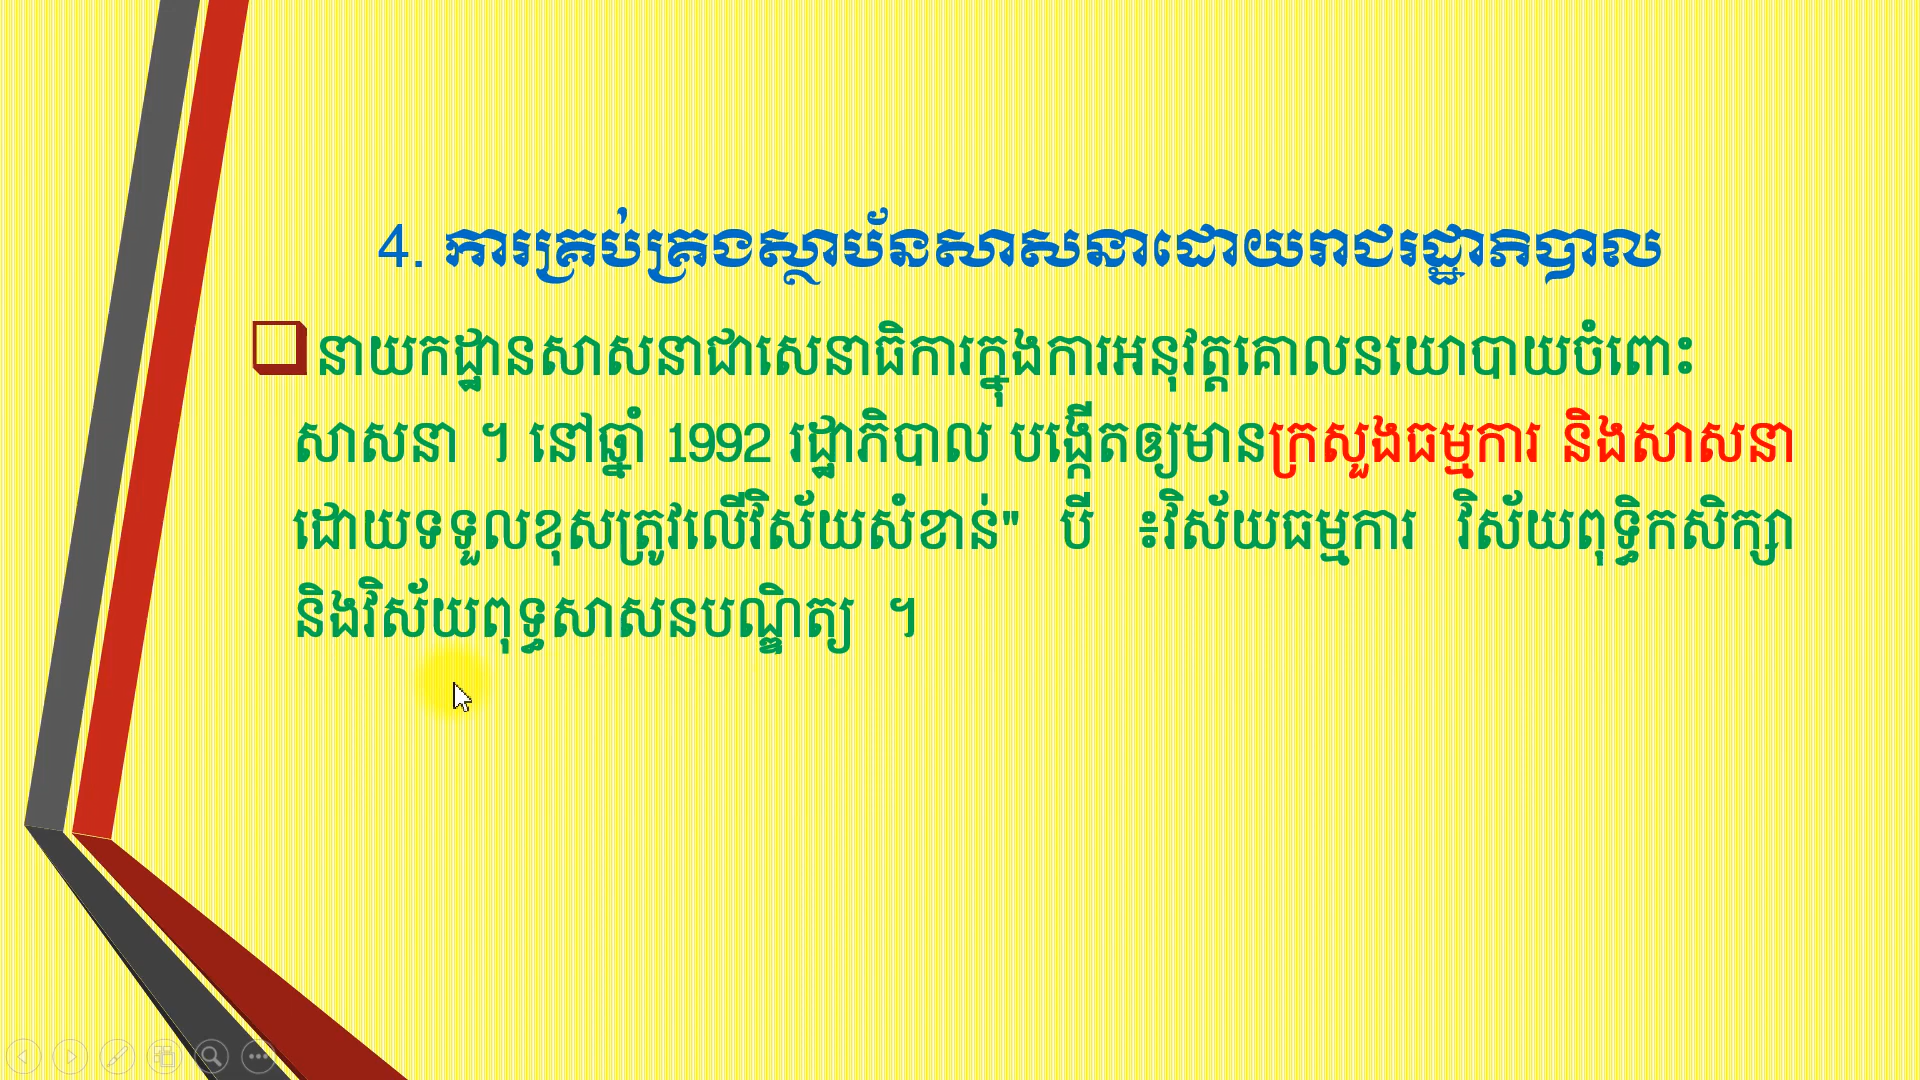 4. ការគ្រប់គ្រងស្ថាប័នសាសនាដោយរាជរដ្ឋាភិបាល
នាយកដ្ឋានសាសនាជាសេនាធិការក្នុងការអនុវត្តគោលនយោបាយចំពោះ
សាសនា ។ នៅឆ្នាំ 1992 រដ្ឋាភិបាល បង្កើតឲ្យមានក្រសួងធម្មការ និងសាសនា
ដោយទទួលខុសត្រូវលើវិស័យសំខាន់" បី ៖វិស័យធម្មការ វិស័យពុទ្ធិកសិក្សា
និងវិស័យពុទ្ធសាសនបណ្ឌិត្យ ។